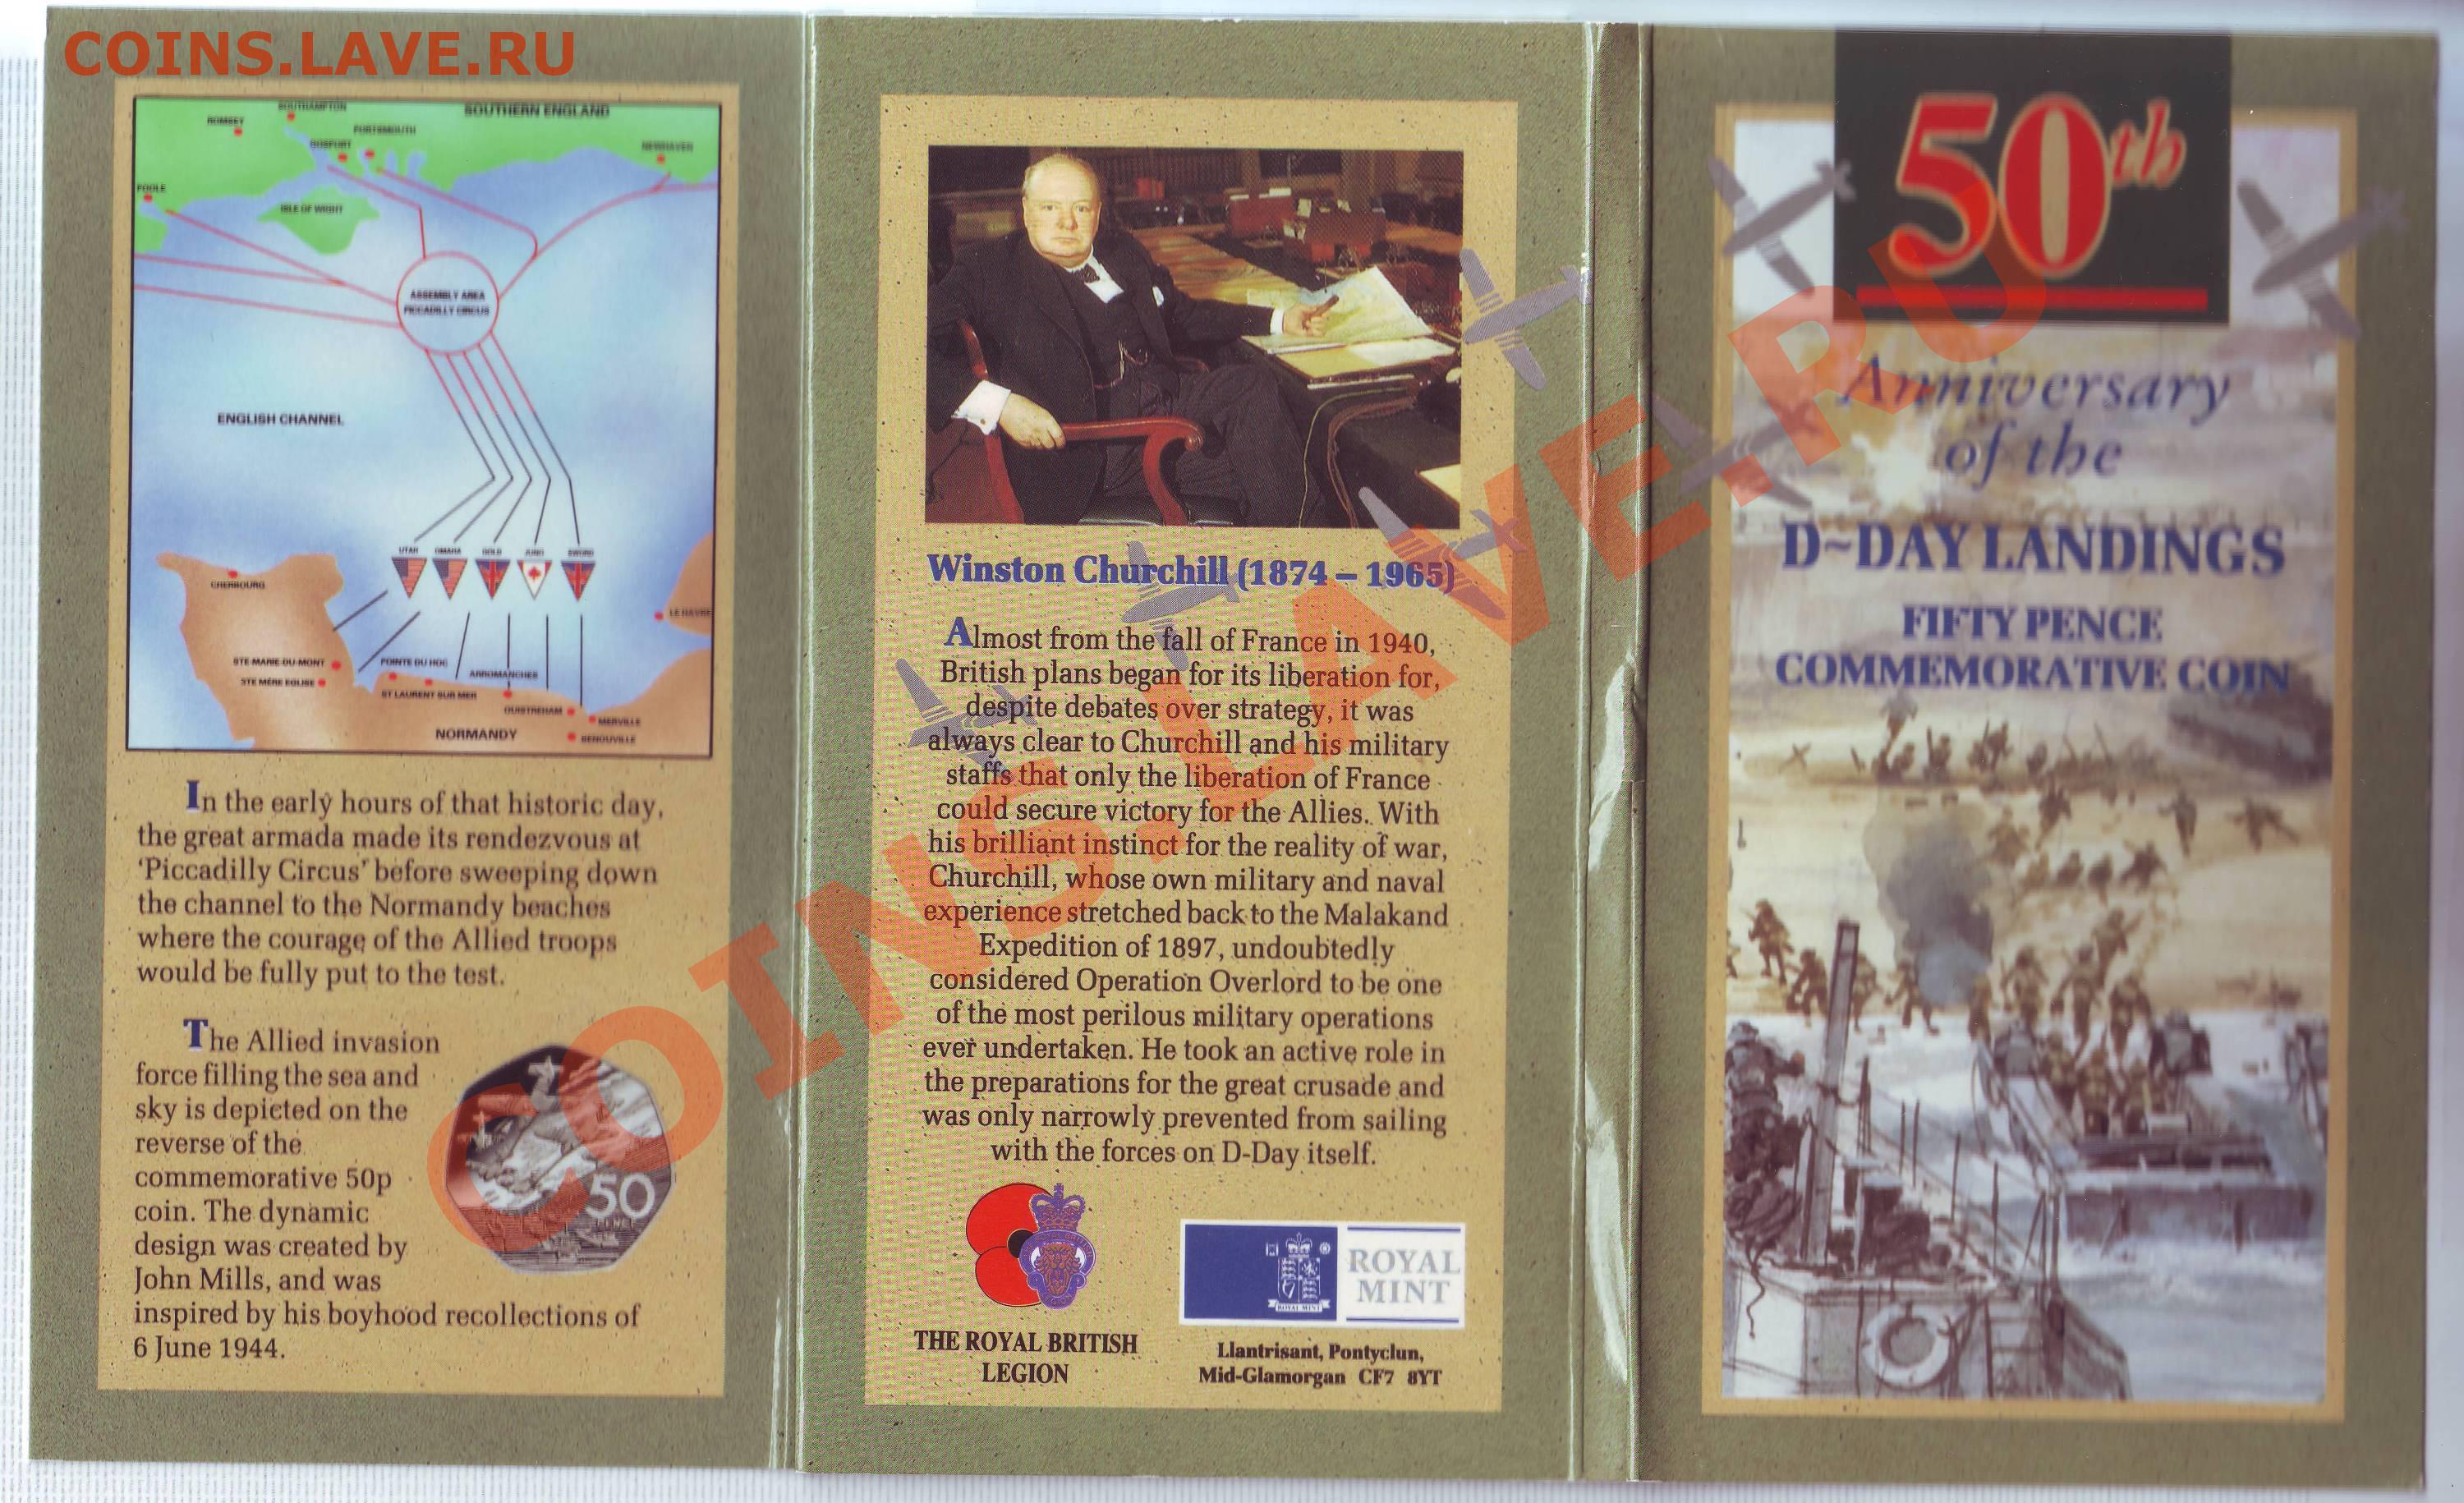 COINS.LAVE.RU
SOUTHAMPTON
SOUTHERN ENGLAND
ROMSEY
PORTSMOUTH
GOSPORT
NEWHAVEN
POOLE
ISLE OF WIGHT
ASSEMBLY AREA
PICCADILLY CIRCUS
ENGLISH CHANNEL
UTAH OMAHA GOLD JUNO SWORD
CHERBOURG
LE HAVRE
STE-MARIE-DU-MONT
POINTE DU HOC
STE MÈRE EGLISE
ARROMANCHES
ST LAURENT SUR MER
OUISTREHAM
MERVILLE
NORMANDY
BENOUVILLE
In the early hours of that historic day,
the great armada made its rendezvous at
‘Piccadilly Circus’ before sweeping down
the channel to the Normandy beaches
where the courage of the Allied troops
would be fully put to the test.
The Allied invasion
force filling the sea and
sky is depicted on the
reverse of the
commemorative 50p
coin. The dynamic
design was created by
John Mills, and was
inspired by his boyhood recollections of
6 June 1944.
50
PENCE
Winston Churchill (1874 – 1965)
Almost from the fall of France in 1940,
British plans began for its liberation for,
despite debates over strategy, it was
always clear to Churchill and his military
staffs that only the liberation of France
could secure victory for the Allies. With
his brilliant instinct for the reality of war,
Churchill, whose own military and naval
experience stretched back to the Malakand
Expedition of 1897, undoubtedly
considered Operation Overlord to be one
of the most perilous military operations
ever undertaken. He took an active role in
the preparations for the great crusade and
was only narrowly prevented from sailing
with the forces on D-Day itself.
THE ROYAL BRITISH
LEGION
ROYAL MINT
ROYAL
MINT
Llantrisant, Pontyclun,
Mid-Glamorgan CF7 8YT
50th
Anniversary
of the
D~DAY LANDINGS
FIFTY PENCE
COMMEMORATIVE COIN
COINS.LAVE.RU